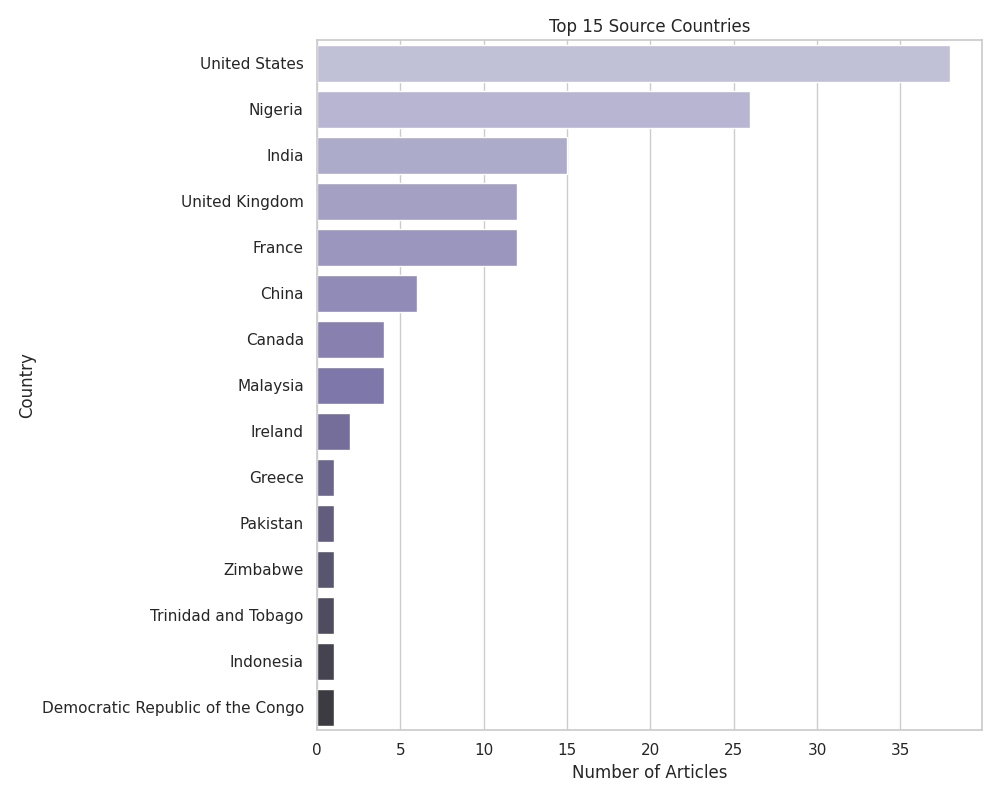 Top 15 Source Countries
United States
Nigeria
India
United Kingdom
France
China
Canada
Malaysia
Ireland
Greece
Pakistan
Zimbabwe
Trinidad and Tobago
Indonesia
Democratic Republic of the Congo
Country
0 5 10 15 20 25 30 35
Number of Articles